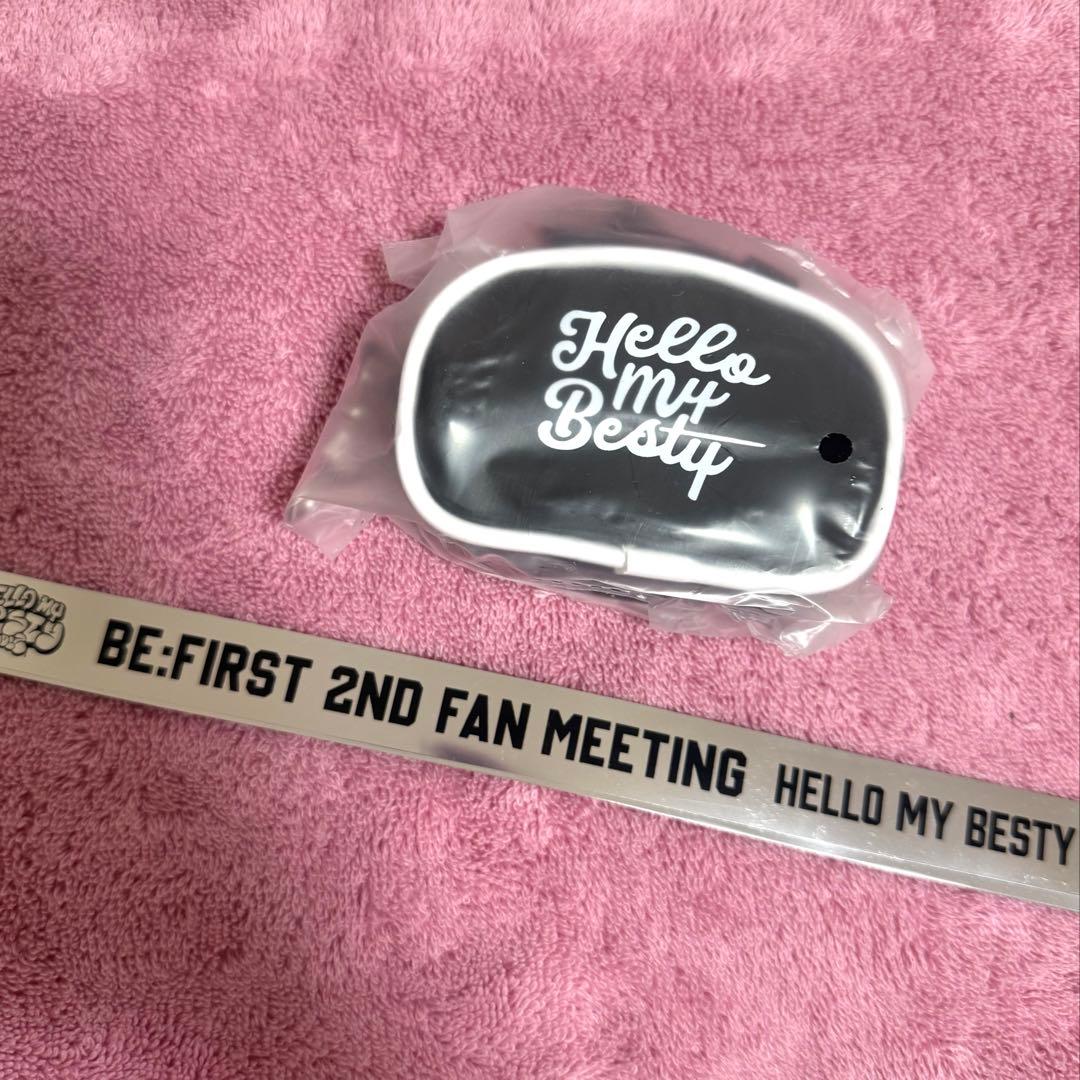 Hello
my
Besty
BE:FIRST 2ND FAN MEETING HELLO MY BESTY